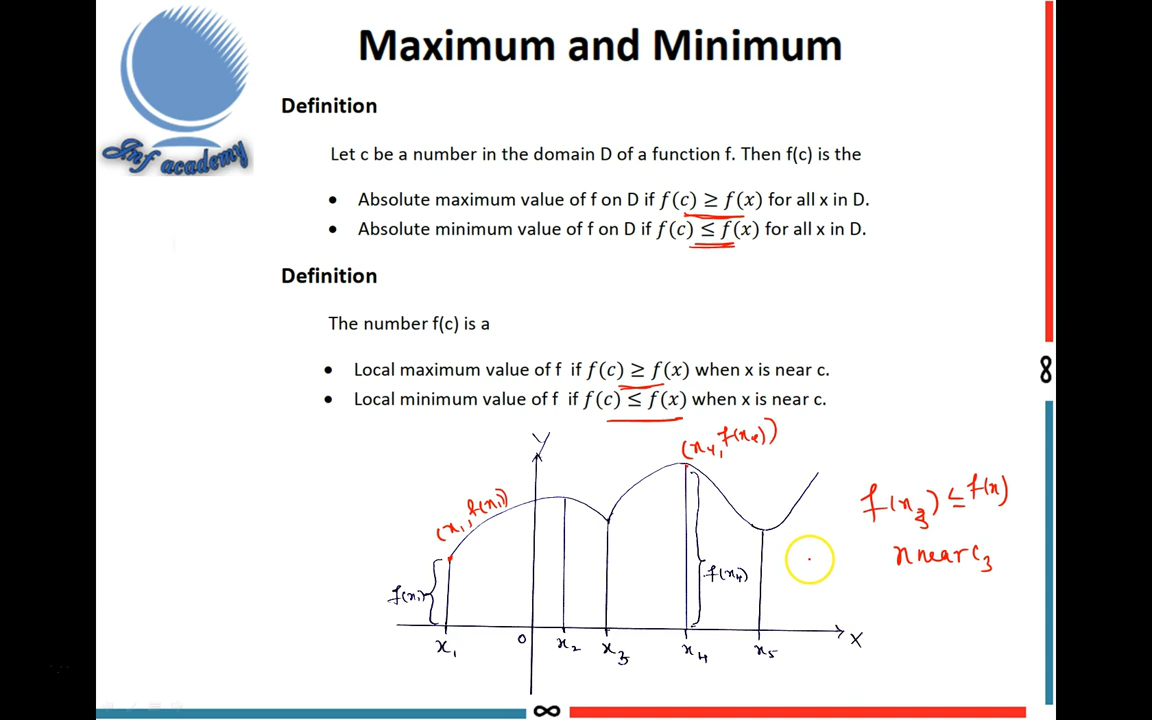 Inf academy
Maximum and Minimum
Definition
Let c be a number in the domain D of a function f. Then f(c) is the
• Absolute maximum value of f on D if f(c) ≥ f(x) for all x in D.
• Absolute minimum value of f on D if f(c) ≤ f(x) for all x in D.
Definition
The number f(c) is a
• Local maximum value of f if f(c) ≥ f(x) when x is near c.
• Local minimum value of f if f(c) ≤ f(x) when x is near c.
8
Y
(x₄, f(x₄))
(x₁, f(x₁))
f(x₃) ≤ f(x)
x near c₃
f(x₁)
f(x₄)
x₁ 0 x₂ x₃ x₄ x₅ X
∞